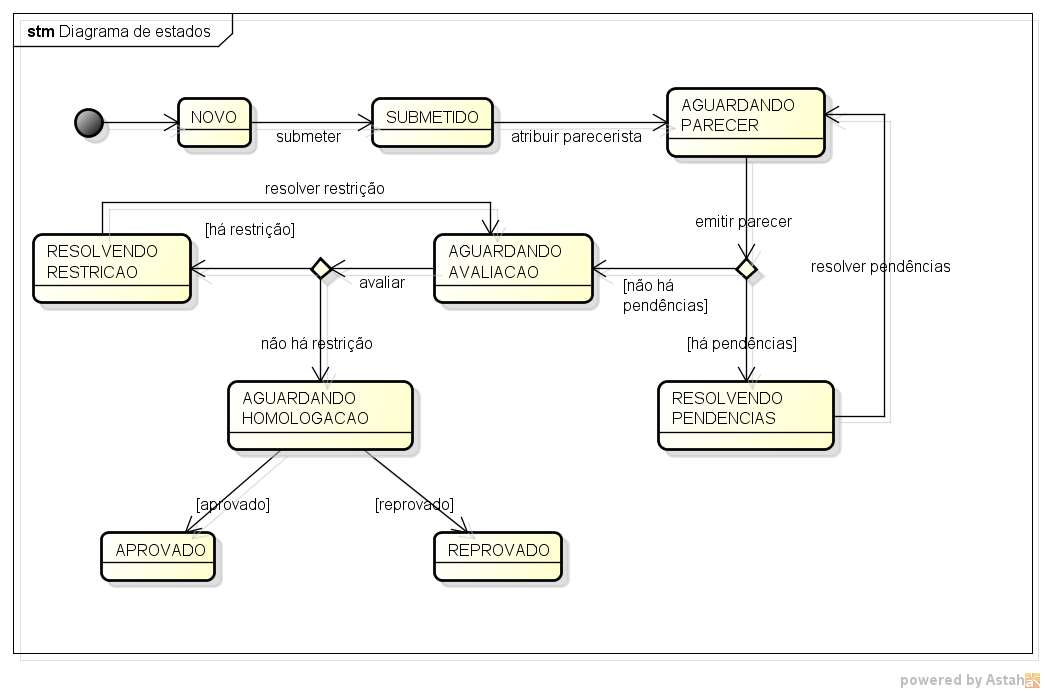 stm Diagrama de estados
NOVO
submeter
SUBMETIDO
atribuir parecerista
AGUARDANDO
PARECER
resolver restrição
[há restrição]
emitir parecer
RESOLVENDO
RESTRICAO
avaliar
AGUARDANDO
AVALIACAO
[não há
pendências]
resolver pendências
não há restrição
[há pendências]
AGUARDANDO
HOMOLOGACAO
RESOLVENDO
PENDENCIAS
[aprovado]
[reprovado]
APROVADO
REPROVADO
powered by Astah